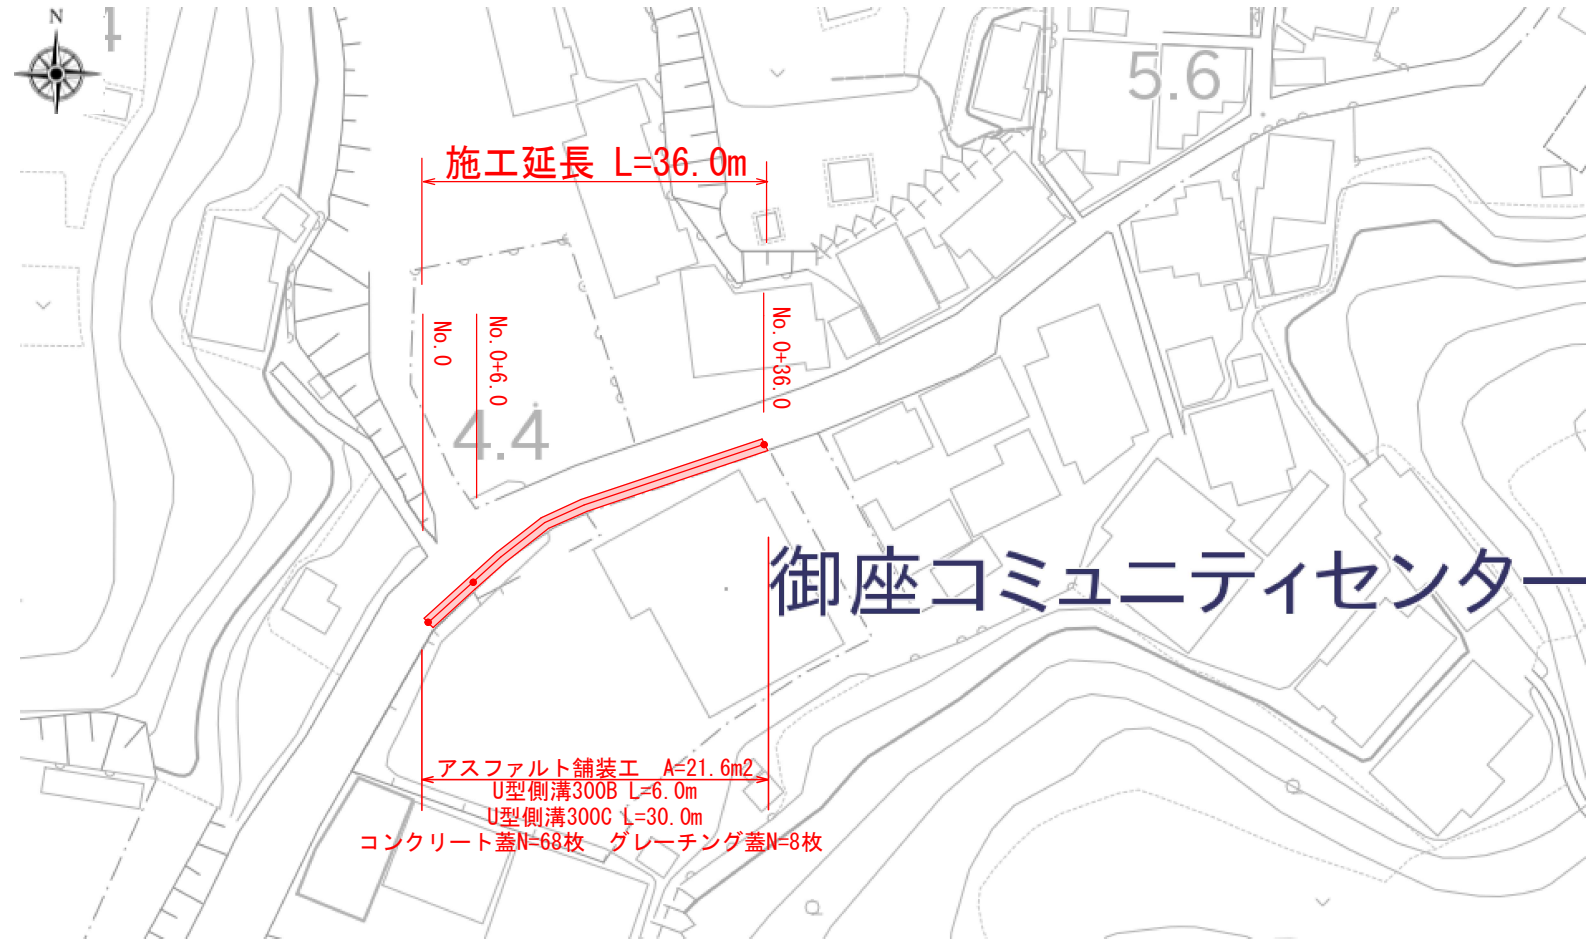 N
4
5.6
施工延長 L=36.0m
No.0
No.0+6.0
No.0+36.0
4.4
御座コミュニティセンター
アスファルト舗装工 A=21.6m2
U型側溝300B L=6.0m
U型側溝300C L=30.0m
コンクリート蓋N=68枚 グレーチング蓋N=8枚